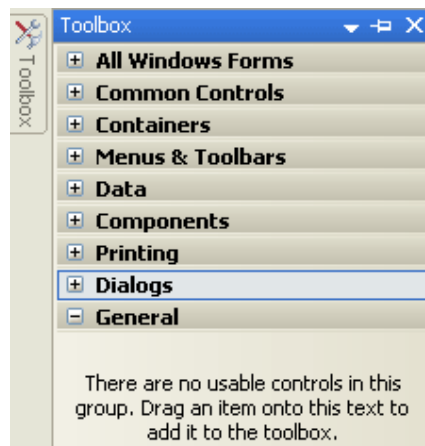 Toolbox
Toolbox
All Windows Forms
Common Controls
Containers
Menus & Toolbars
Data
Components
Printing
Dialogs
General
There are no usable controls in this
group. Drag an item onto this text to
add it to the toolbox.